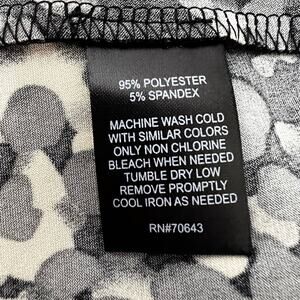 95% POLYESTER
5% SPANDEX
MACHINE WASH COLD
WITH SIMILAR COLORS
ONLY NON CHLORINE
BLEACH WHEN NEEDED
TUMBLE DRY LOW
REMOVE PROMPTLY
COOL IRON AS NEEDED
RN#70643